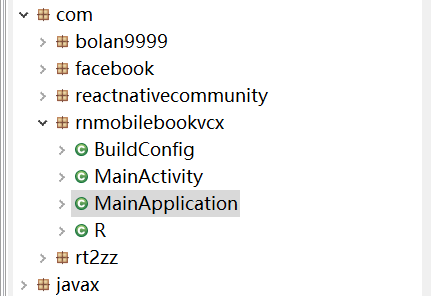 com
bolan9999
facebook
reactnativecommunity
rnmobilebookvcx
BuildConfig
MainActivity
MainApplication
R
rt2zz
javax